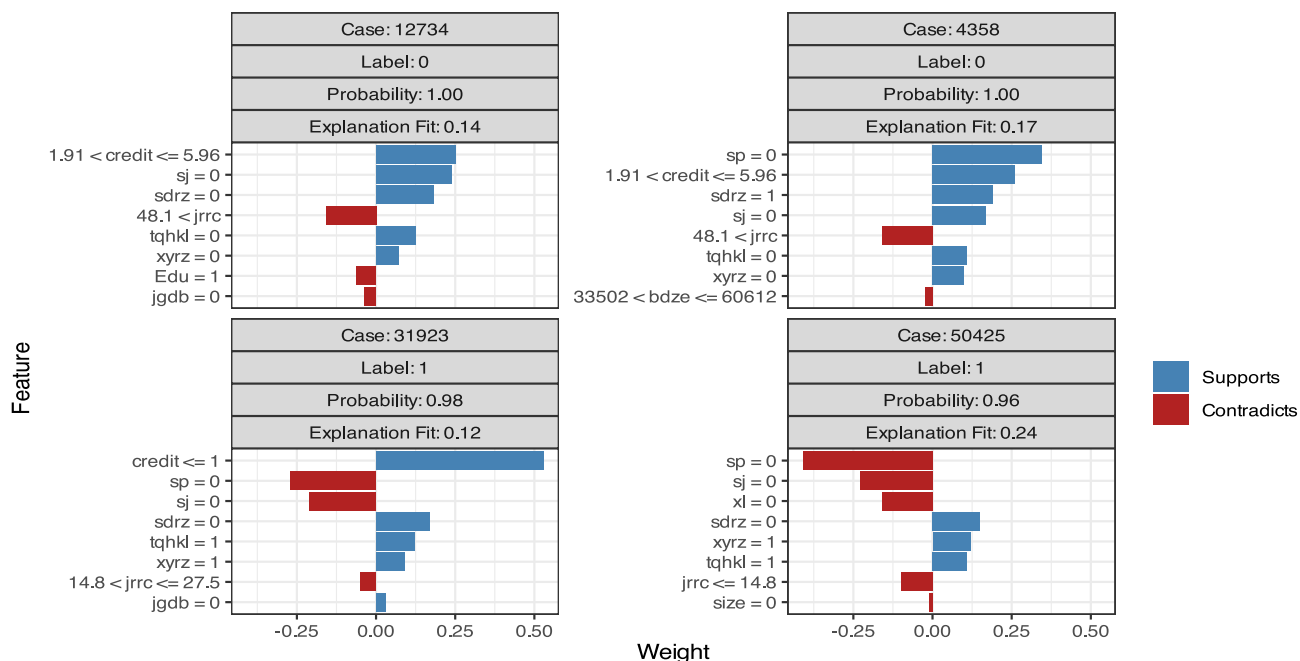 Case: 12734
Label: 0
Probability: 1.00
Explanation Fit: 0.14
1.91 < credit <= 5.96
sj = 0
sdrz = 0
48.1 < jrrc
tqhkl = 0
xyrz = 0
Edu = 1
jgdb = 0
Case: 4358
Label: 0
Probability: 1.00
Explanation Fit: 0.17
sp = 0
1.91 < credit <= 5.96
sdrz = 1
sj = 0
48.1 < jrrc
tqhkl = 0
xyrz = 0
33502 < bdze <= 60612
Case: 31923
Label: 1
Probability: 0.98
Explanation Fit: 0.12
credit <= 1
sp = 0
sj = 0
sdrz = 0
tqhkl = 1
xyrz = 1
14.8 < jrrc <= 27.5
jgdb = 0
-0.25 0.00 0.25 0.50
Case: 50425
Label: 1
Probability: 0.96
Explanation Fit: 0.24
sp = 0
sj = 0
xl = 0
sdrz = 0
xyrz = 1
tqhkl = 1
jrrc <= 14.8
size = 0
-0.25 0.00 0.25 0.50
Feature
Weight
Supports
Contradicts